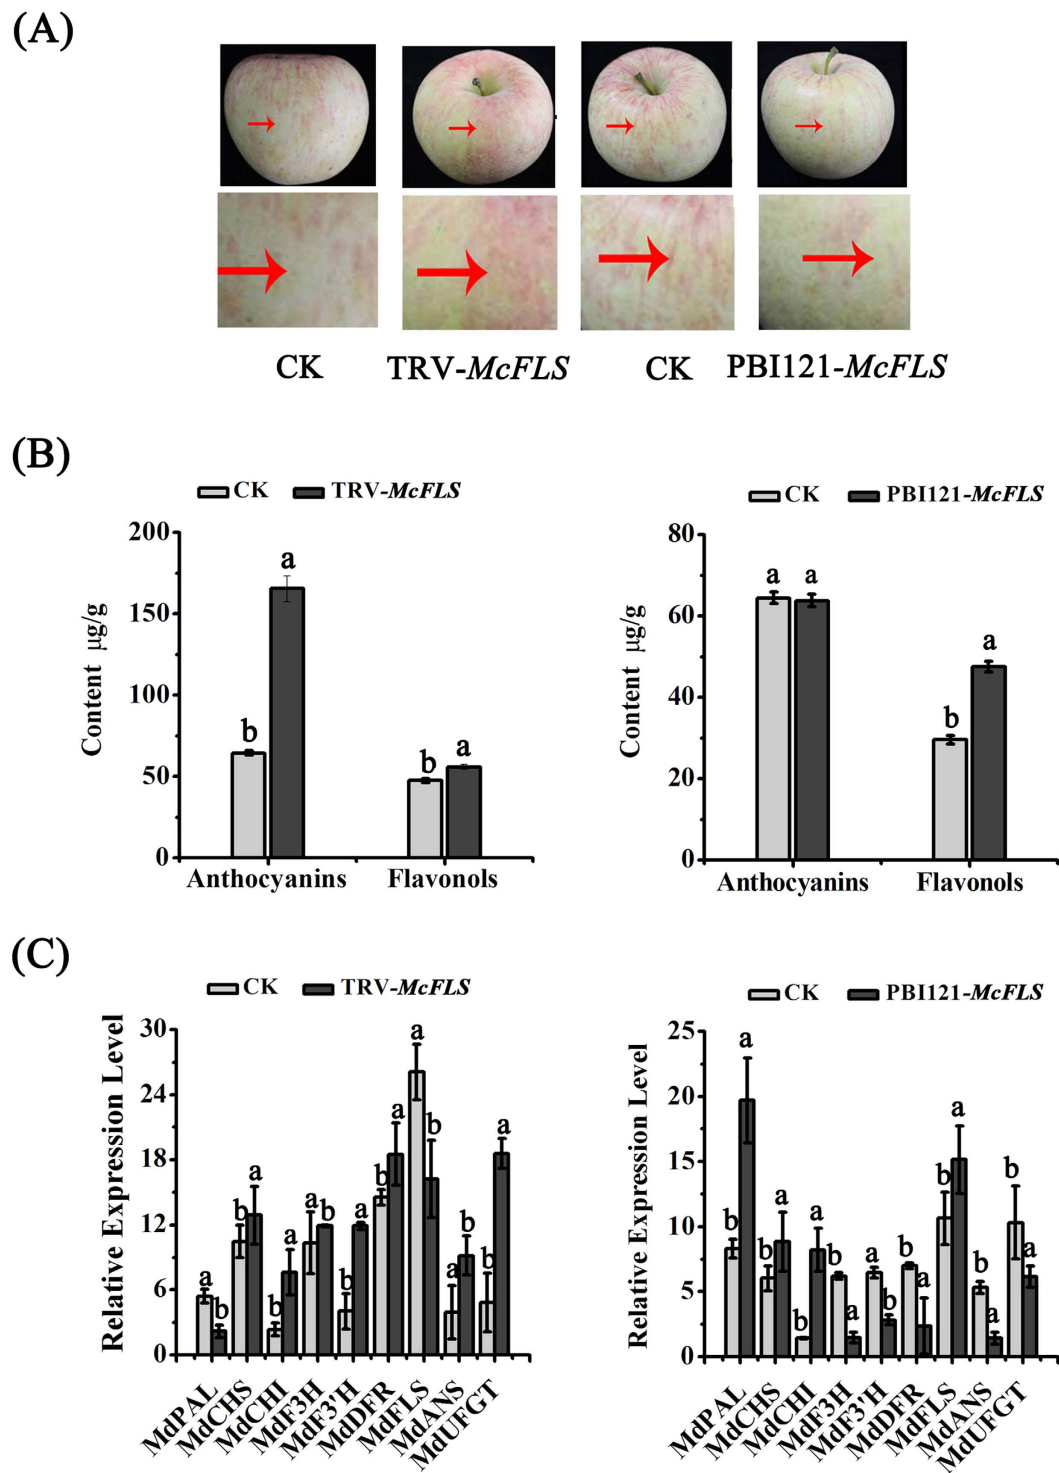 (A)
CK TRV-McFLS CK PBI121-McFLS
(B)
CK TRV-McFLS
CK PBI121-McFLS
Content μg/g
200
150
100
50
0
b a b a
Anthocyanins Flavonols
Content μg/g
80
60
40
20
0
a a b a
Anthocyanins Flavonols
(C)
CK TRV-McFLS
CK PBI121-McFLS
Relative Expression Level
30
24
18
12
6
0
a b b a b a a b b a b a a b a b b a
MdPAL MdCHS MdCHI MdF3H MdF3'H MdDFR MdFLS MdANS MdUFGT
Relative Expression Level
25
20
15
10
5
0
b a b a b a b a a b b a b a b a b a
MdPAL MdCHS MdCHI MdF3H MdF3'H MdDFR MdFLS MdANS MdUFGT